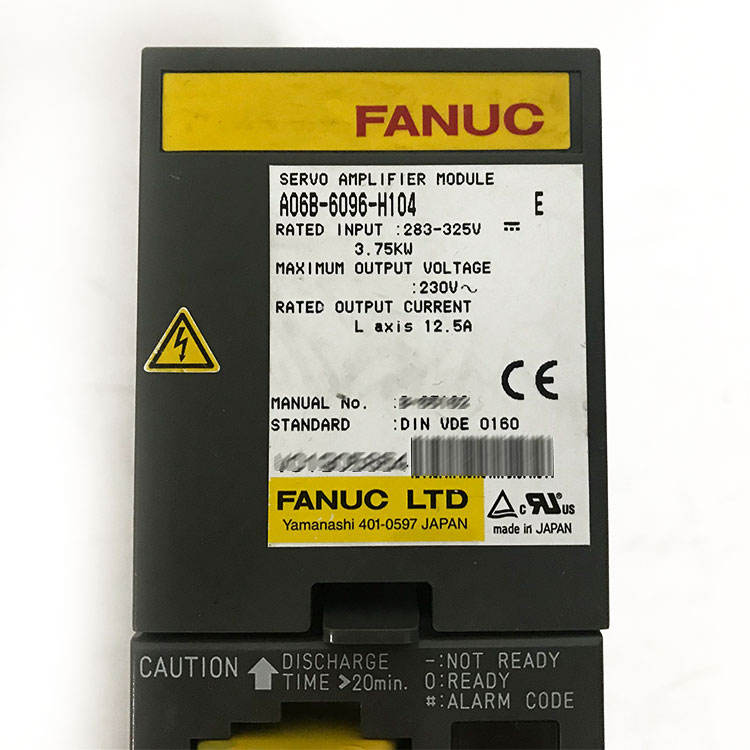 FANUC
SERVO AMPLIFIER MODULE
A06B-6096-H104 E
RATED INPUT :283-325V ⎓
3.75KW
MAXIMUM OUTPUT VOLTAGE
:230V～
RATED OUTPUT CURRENT
L axis 12.5A
CE
MANUAL No. :
STANDARD :DIN VDE 0160
FANUC LTD
Yamanashi 401-0597 JAPAN
c RU us
made in JAPAN
CAUTION
DISCHARGE
TIME >20min.
-:NOT READY
0:READY
#:ALARM CODE